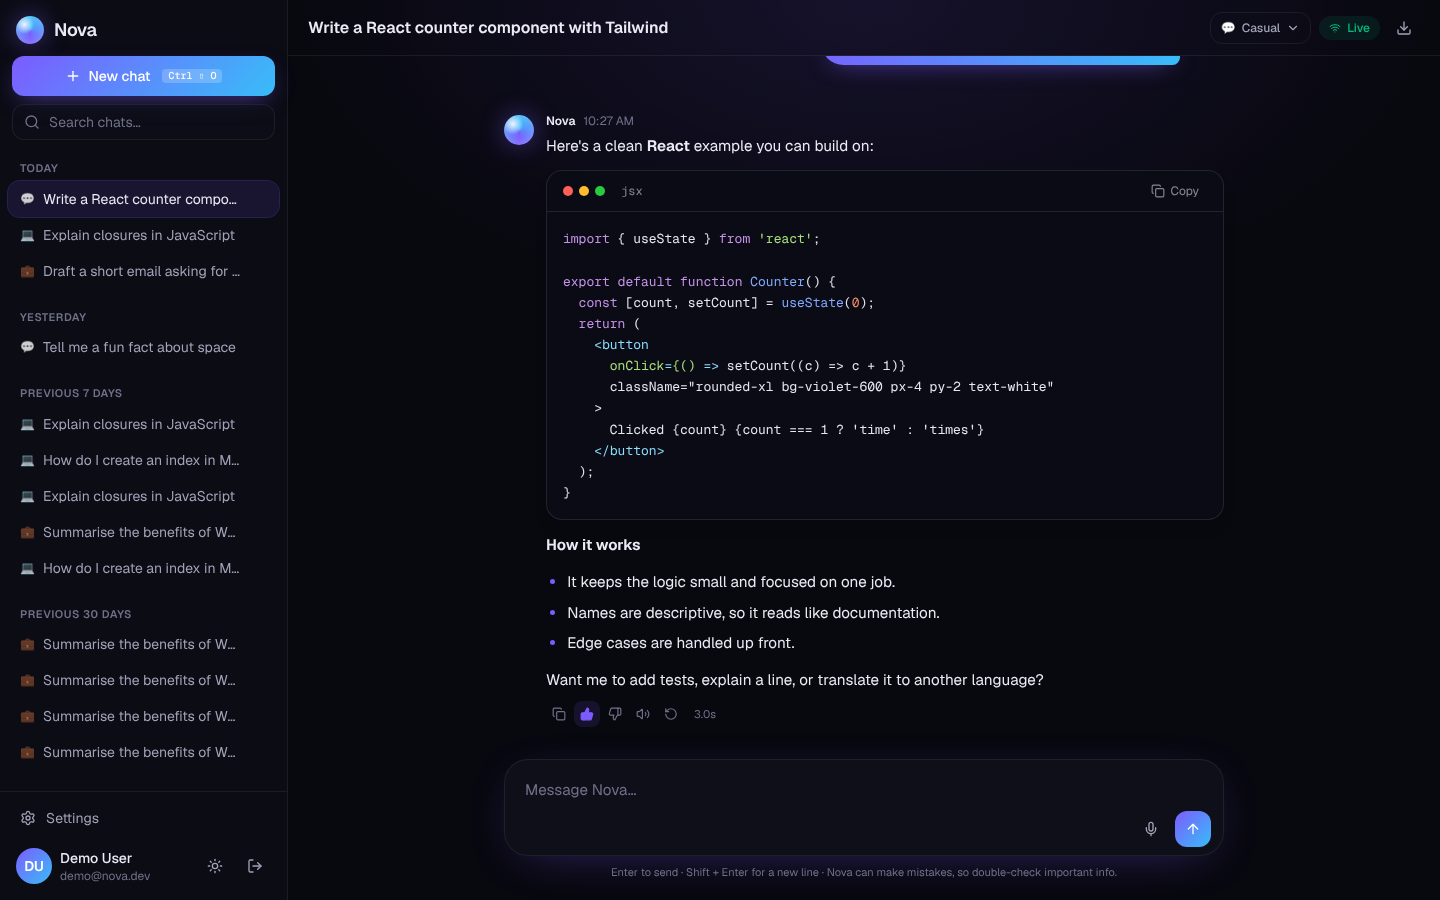 Nova
New chat Ctrl ⇧ O
Search chats...
TODAY
Write a React counter compo...
Explain closures in JavaScript
Draft a short email asking for ...
YESTERDAY
Tell me a fun fact about space
PREVIOUS 7 DAYS
Explain closures in JavaScript
How do I create an index in M...
Explain closures in JavaScript
Summarise the benefits of W...
How do I create an index in M...
PREVIOUS 30 DAYS
Summarise the benefits of W...
Summarise the benefits of W...
Summarise the benefits of W...
Summarise the benefits of W...
Settings
DU
Demo User
demo@nova.dev
Write a React counter component with Tailwind
Casual
Live
Nova 10:27 AM
Here's a clean React example you can build on:
jsx
Copy
import { useState } from 'react';
export default function Counter() {
  const [count, setCount] = useState(0);
  return (
    <button
      onClick={() => setCount((c) => c + 1)}
      className="rounded-xl bg-violet-600 px-4 py-2 text-white"
    >
      Clicked {count} {count === 1 ? 'time' : 'times'}
    </button>
  );
}
How it works
It keeps the logic small and focused on one job.
Names are descriptive, so it reads like documentation.
Edge cases are handled up front.
Want me to add tests, explain a line, or translate it to another language?
3.0s
Message Nova...
Enter to send · Shift + Enter for a new line · Nova can make mistakes, so double-check important info.